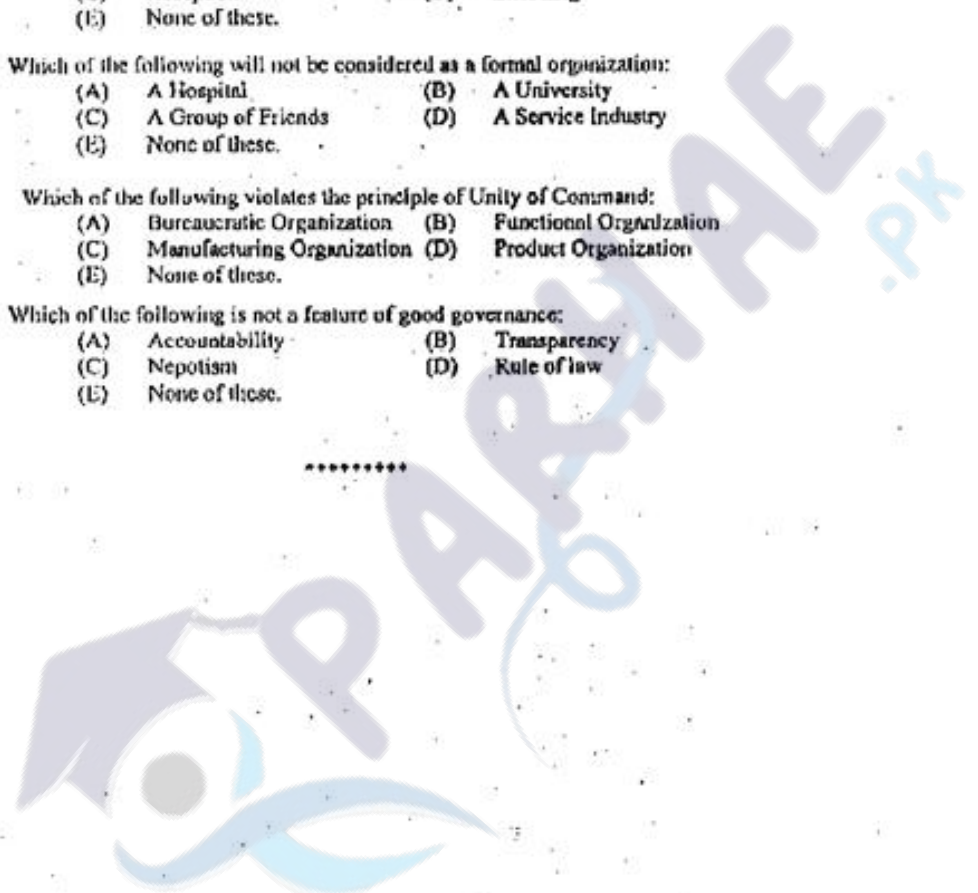 (E) None of these.
Which of the following will not be considered as a formal organization:
(A) A Hospital (B) A University
(C) A Group of Friends (D) A Service Industry
(E) None of these.
Which of the following violates the principle of Unity of Command:
(A) Bureaucratic Organization (B) Functional Organization
(C) Manufacturing Organization (D) Product Organization
(E) None of these.
Which of the following is not a feature of good governance:
(A) Accountability (B) Transparency
(C) Nepotism (D) Rule of law
(E) None of these.
*********
PARHAE
.PK